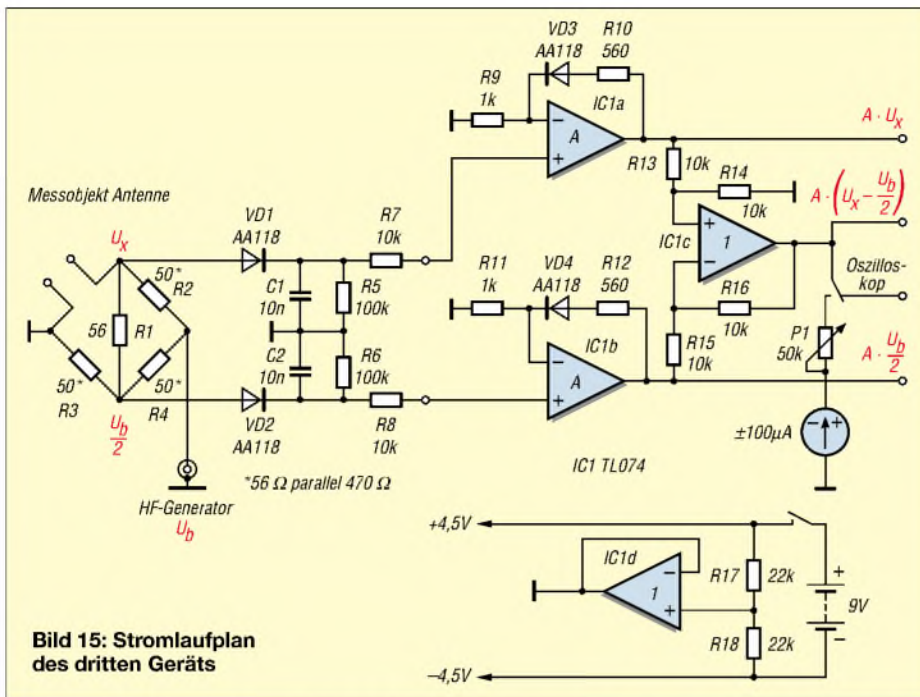 VD3
AA118
R10
560
R9
1k
IC1a
−
A
+
A · Ux
R13
10k
R14
10k
A · (Ux − Ub/2)
Messobjekt Antenne
VD1
AA118
R7
10k
Ux
50*
R2
56
R1
C1
10n
R5
100k
IC1c
+
1
−
Oszillos-
kop
R11
1k
VD4
AA118
R12
560
R16
10k
P1
50k
50*
R3
50*
R4
Ub/2
C2
10n
R6
100k
IC1b
−
A
+
R15
10k
A · Ub/2
VD2
AA118
R8
10k
− +
±100µA
*56 Ω parallel 470 Ω
IC1 TL074
HF-Generator
Ub
+4,5V
IC1d
−
1
+
R17
22k
+
9V
−
R18
22k
−4,5V
Bild 15: Stromlaufplan
des dritten Geräts